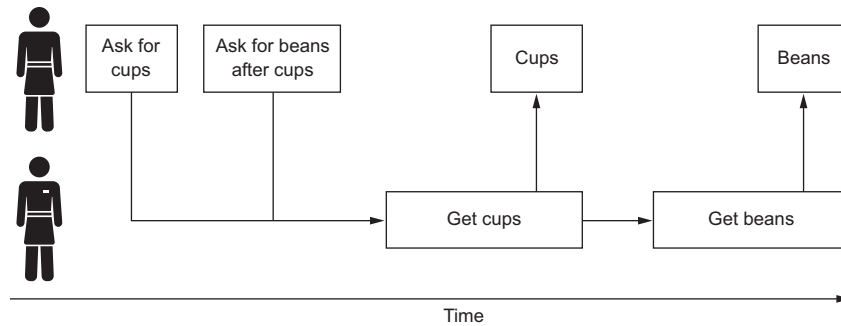 Ask for
cups
Ask for beans
after cups
Cups
Beans
Get cups
Get beans
Time